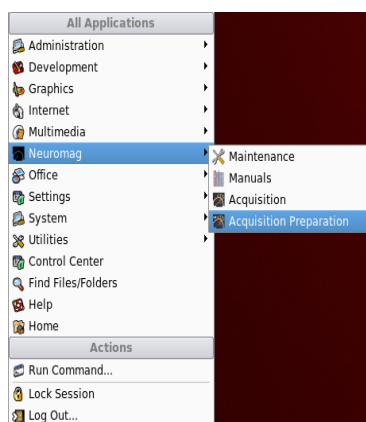 All Applications
Administration
Development
Graphics
Internet
Multimedia
Neuromag
Office
Settings
System
Utilities
Control Center
Find Files/Folders
Help
Home
Actions
Run Command...
Lock Session
Log Out...
Maintenance
Manuals
Acquisition
Acquisition Preparation